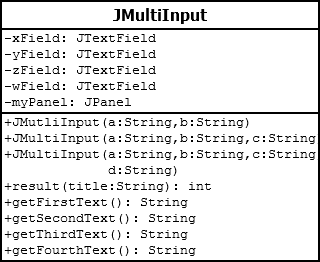 JMultiInput
-xField: JTextField
-yField: JTextField
-zField: JTextField
-wField: JTextField
-myPanel: JPanel
+JMutliInput(a:String,b:String)
+JMultiInput(a:String,b:String,c:String
+JMultiInput(a:String,b:String,c:String
d:String)
+result(title:String): int
+getFirstText(): String
+getSecondText(): String
+getThirdText(): String
+getFourthText(): String